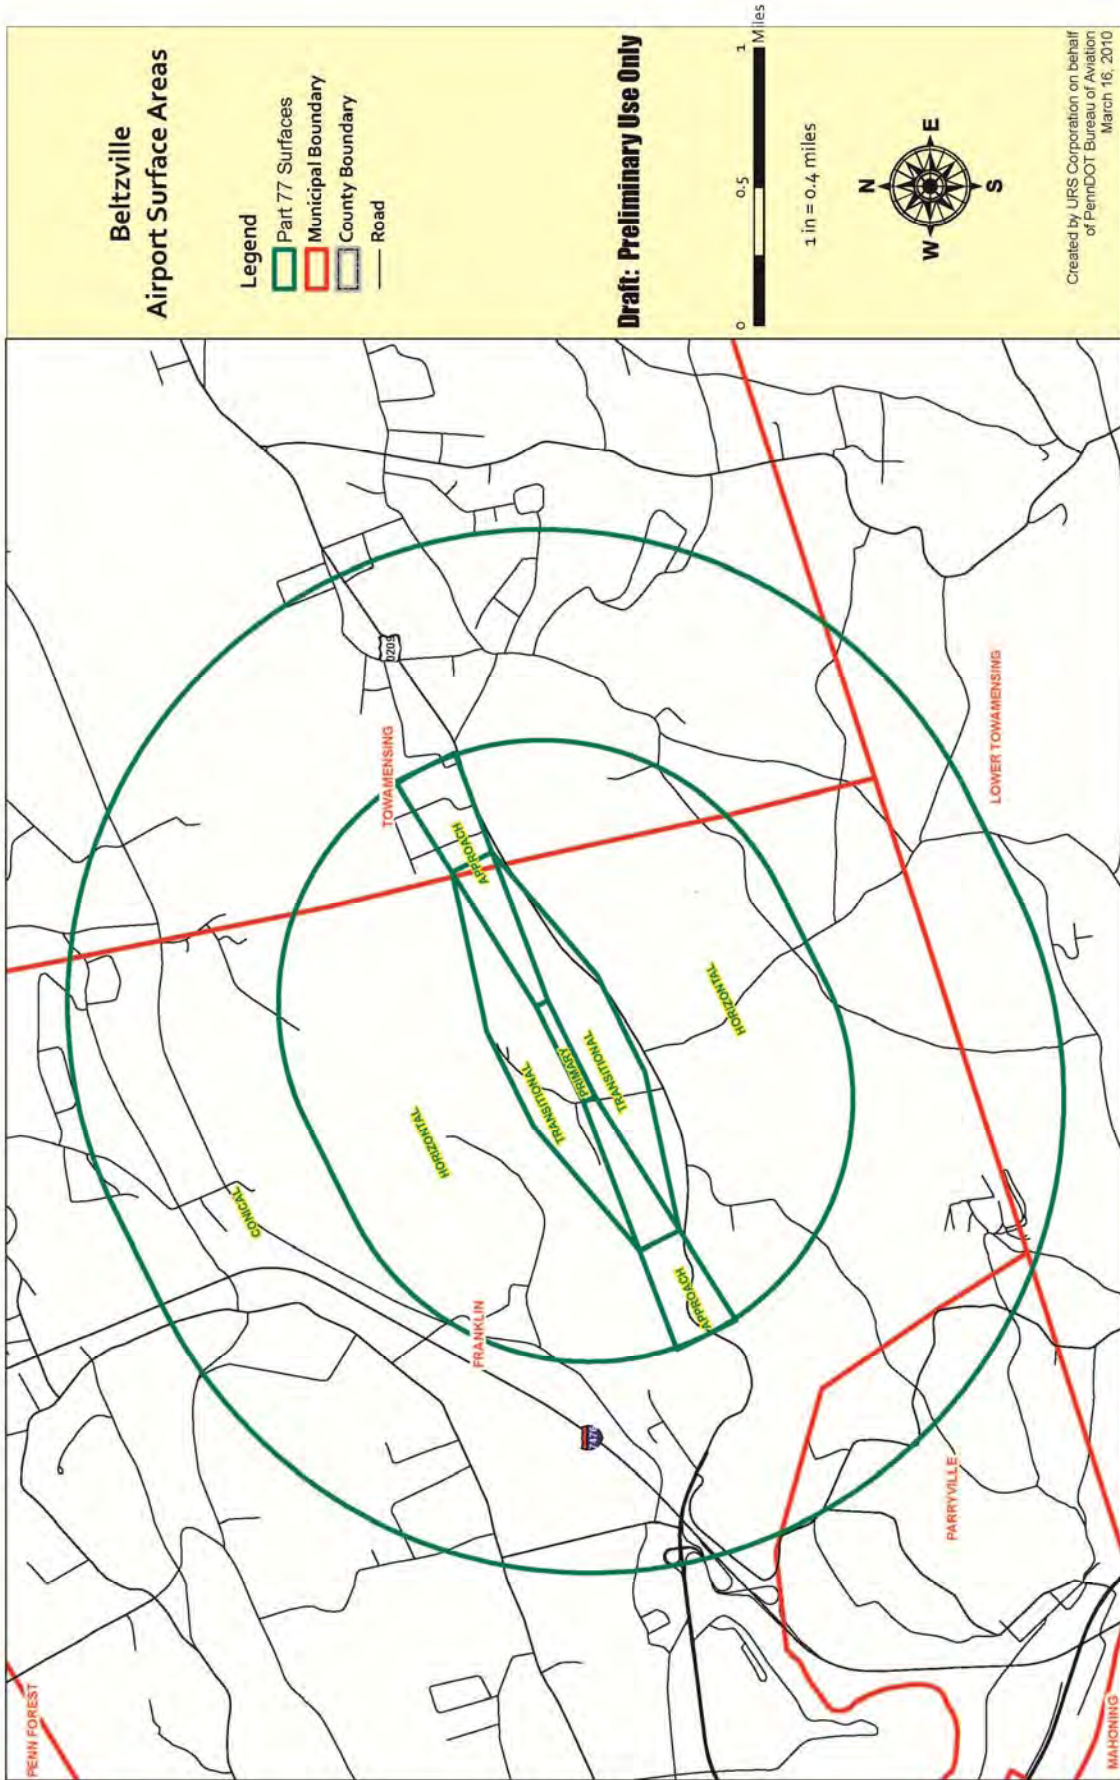 Beltzville
Airport Surface Areas
Legend
Part 77 Surfaces
Municipal Boundary
County Boundary
Road
Draft: Preliminary Use Only
0
0.5
1
Miles
1 in = 0.4 miles
N
W
E
S
Created by URS Corporation on behalf
of PennDOT Bureau of Aviation
March 16, 2010
PENN FOREST
TOWAMENSING
0209
CONICAL
HORIZONTAL
APPROACH
TRANSITIONAL
PRIMARY
TRANSITIONAL
HORIZONTAL
FRANKLIN
APPROACH
LOWER TOWAMENSING
PARRYVILLE
MAHONING